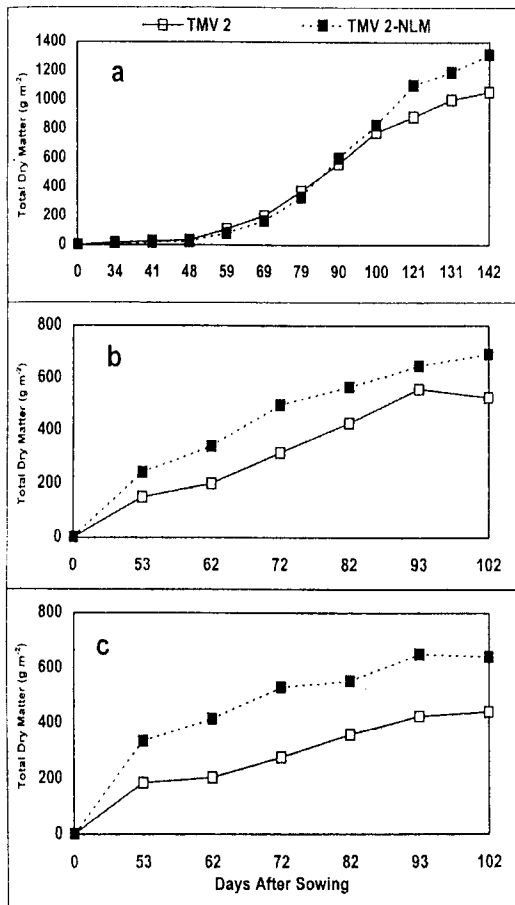 TMV 2 TMV 2-NLM
a
Total Dry Matter (g m-2)
1400
1200
1000
800
600
400
200
0
0 34 41 48 59 69 79 90 100 121 131 142
b
Total Dry Matter (g m-2)
800
600
400
200
0
0 53 62 72 82 93 102
c
Total Dry Matter (g m-2)
800
600
400
200
0
0 53 62 72 82 93 102
Days After Sowing